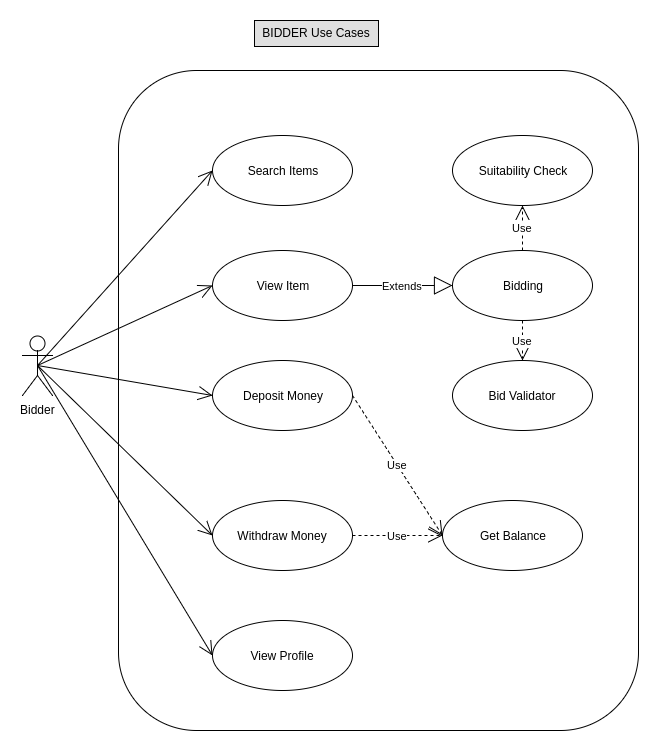 BIDDER Use Cases
Search Items
Suitability Check
Use
View Item
Extends
Bidding
Use
Bidder
Deposit Money
Bid Validator
Use
Withdraw Money
Use
Get Balance
View Profile